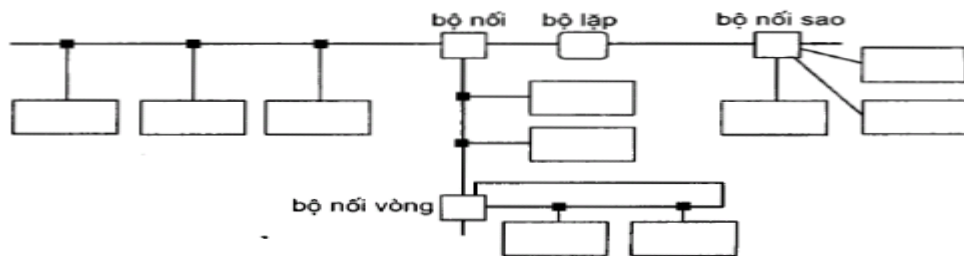 bộ nối
bộ lặp
bộ nối sao
bộ nối vòng